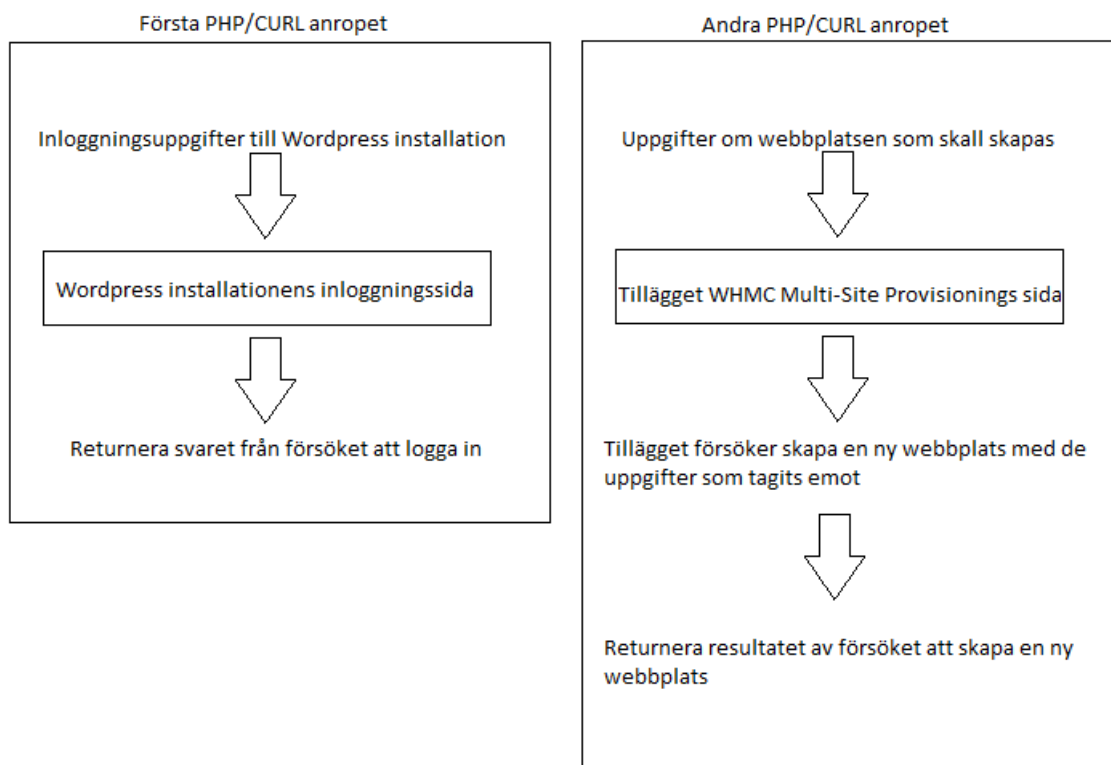 Första PHP/CURL anropet
Inloggningsuppgifter till Wordpress installation
Wordpress installationens inloggningssida
Returnera svaret från försöket att logga in
Andra PHP/CURL anropet
Uppgifter om webbplatsen som skall skapas
Tillägget WHMC Multi-Site Provisionings sida
Tillägget försöker skapa en ny webbplats med de
uppgifter som tagits emot
Returnera resultatet av försöket att skapa en ny
webbplats